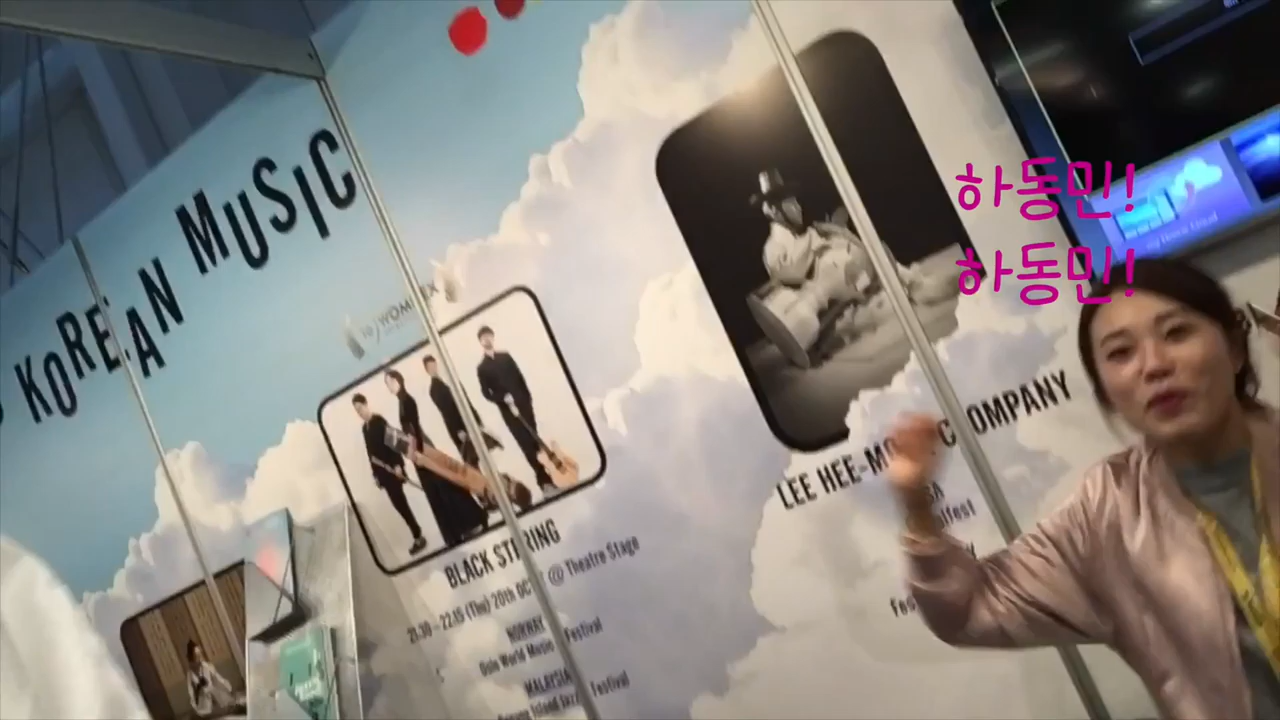 KOREAN MUSIC
하동민!
하동민!
WOMEX
BLACK STRING
21:30 - 22:15 (Thu) 20th OCT @ Theatre Stage
NORWAY
Oslo World Music Festival
MALAYSIA
Island Jazz Festival
LEE HEE-MO COMPANY